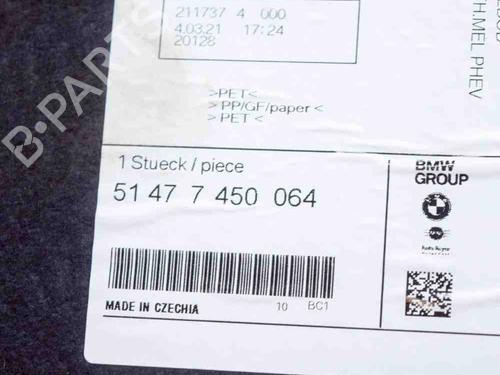 211737 4 000
4.03.21 17:24
20128
TH.MEL PHEV
>PET<
>PP/GF/paper<
>PET<
B-PARTS
1 Stueck / piece
51 47 7 450 064
BMW
GROUP
MADE IN CZECHIA 10 BC1